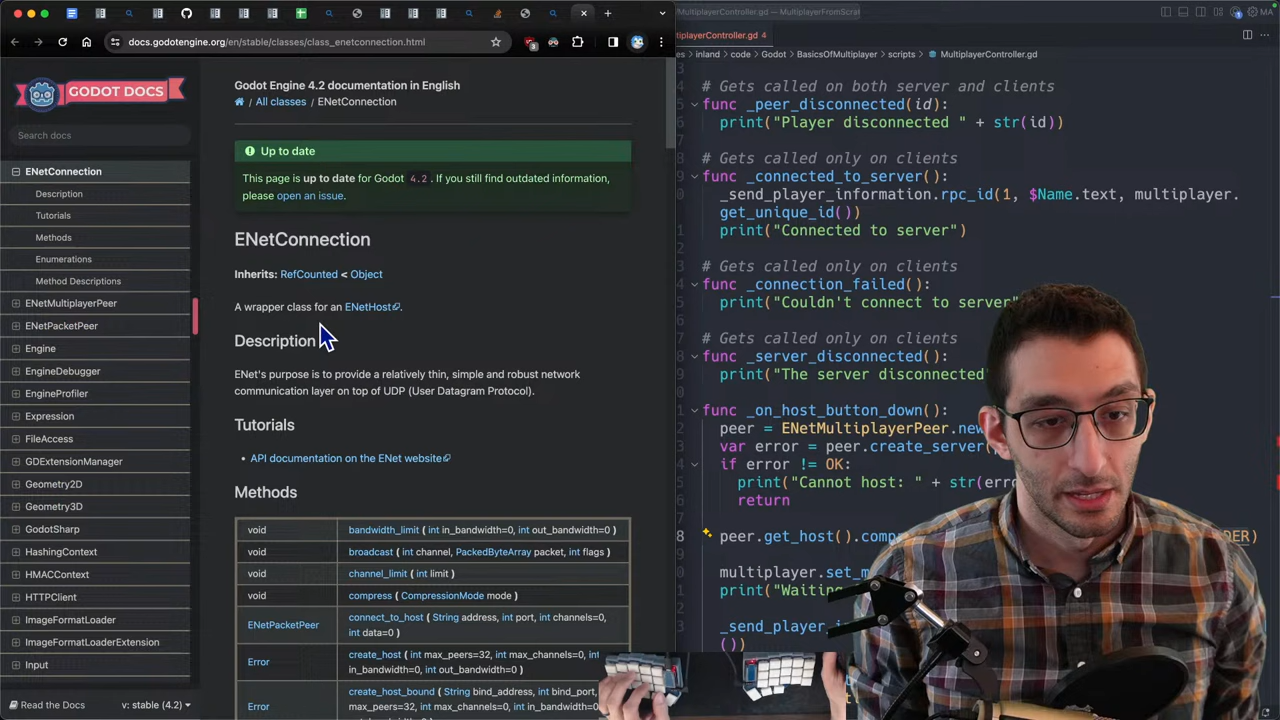 docs.godotengine.org/en/stable/classes/class_enetconnection.html
MA
MultiplayerController.gd — MultiplayerFromScrat
MultiplayerController.gd 4
inland > code > Godot > BasicsOfMultiplayer > scripts > MultiplayerController.gd
GODOT DOCS
Search docs
ENetConnection
Description
Tutorials
Methods
Enumerations
Method Descriptions
ENetMultiplayerPeer
ENetPacketPeer
Engine
EngineDebugger
EngineProfiler
Expression
FileAccess
GDExtensionManager
Geometry2D
Geometry3D
GodotSharp
HashingContext
HMACContext
HTTPClient
ImageFormatLoader
ImageFormatLoaderExtension
Input
Read the Docs
v: stable (4.2)
Godot Engine 4.2 documentation in English
/ All classes / ENetConnection
Up to date
This page is up to date for Godot 4.2. If you still find outdated information,
please open an issue.
ENetConnection
Inherits: RefCounted < Object
A wrapper class for an ENetHost.
Description
ENet's purpose is to provide a relatively thin, simple and robust network
communication layer on top of UDP (User Datagram Protocol).
Tutorials
• API documentation on the ENet website
Methods
void bandwidth_limit ( int in_bandwidth=0, int out_bandwidth=0 )
void broadcast ( int channel, PackedByteArray packet, int flags )
void channel_limit ( int limit )
void compress ( CompressionMode mode )
ENetPacketPeer connect_to_host ( String address, int port, int channels=0,
int data=0 )
Error create_host ( int max_peers=32, int max_channels=0, int
in_bandwidth=0, int out_bandwidth=0 )
Error create_host_bound ( String bind_address, int bind_port,
int max_peers=32, int max_channels=0, int
# Gets called on both server and clients
func _peer_disconnected(id):
print("Player disconnected " + str(id))
# Gets called only on clients
func _connected_to_server():
_send_player_information.rpc_id(1, $Name.text, multiplayer.
get_unique_id())
print("Connected to server")
# Gets called only on clients
func _connection_failed():
print("Couldn't connect to server"
# Gets called only on clients
func _server_disconnected():
print("The server disconnected"
func _on_host_button_down():
peer = ENetMultiplayerPeer.new
var error = peer.create_server(
if error != OK:
print("Cannot host: " + str(erro
return
peer.get_host().comp DER)
multiplayer.set_m
print("Waiting
_send_player_i
())